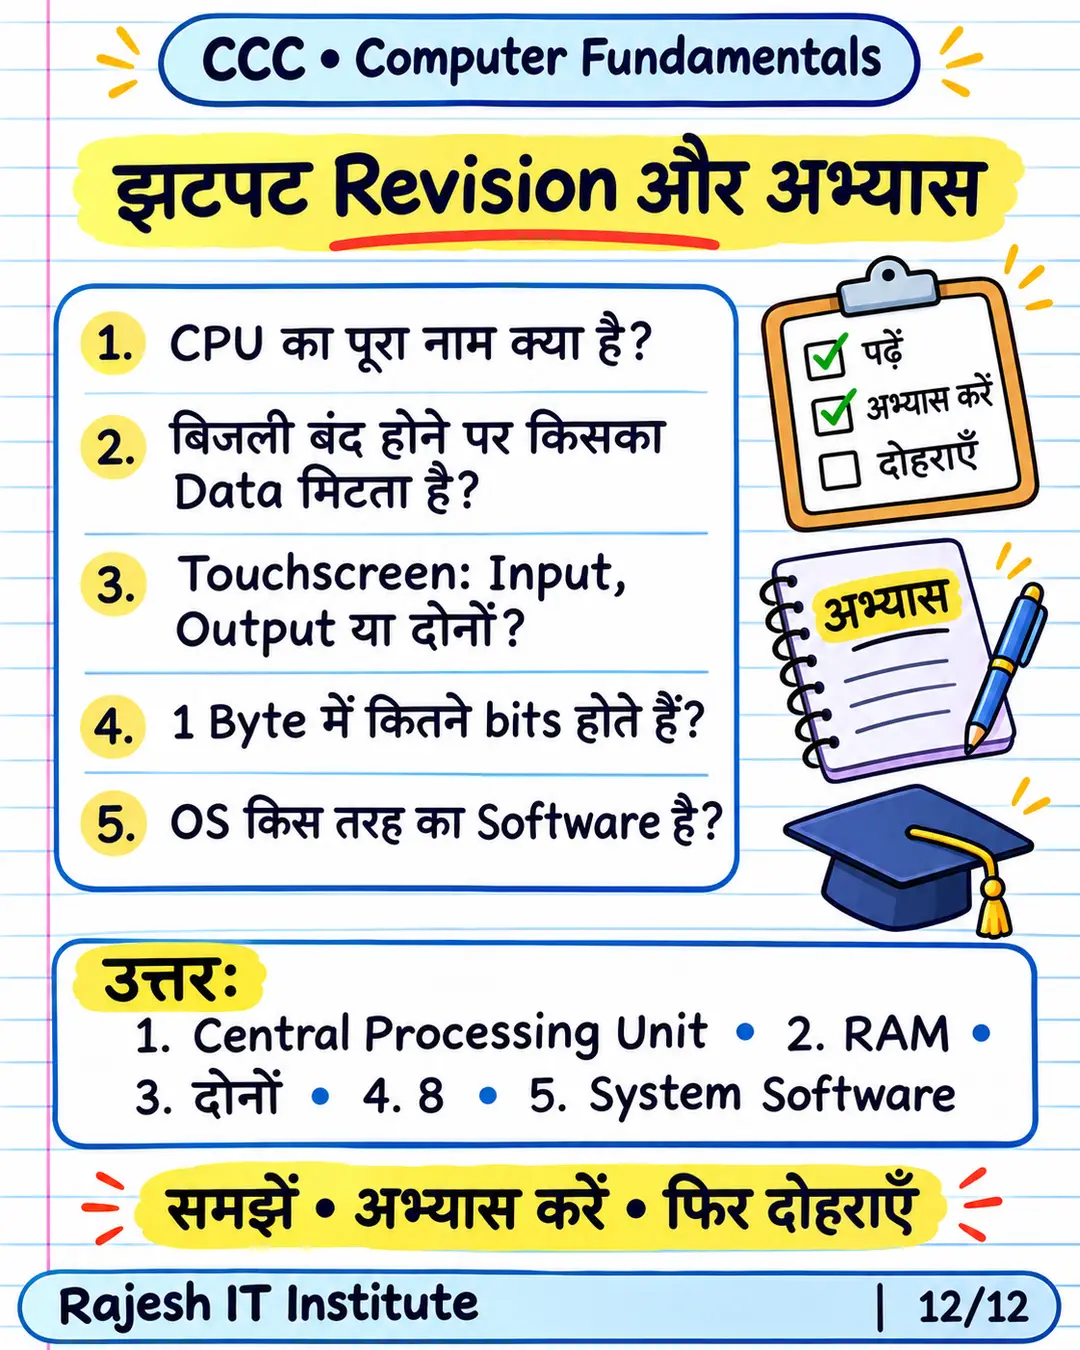 CCC • Computer Fundamentals
झटपट Revision और अभ्यास
1. CPU का पूरा नाम क्या है?
2. बिजली बंद होने पर किसका
Data मिटता है?
3. Touchscreen: Input,
Output या दोनों?
4. 1 Byte में कितने bits होते हैं?
5. OS किस तरह का Software है?
पढ़ें
अभ्यास करें
दोहराएँ
अभ्यास
उत्तर:
1. Central Processing Unit • 2. RAM •
3. दोनों • 4. 8 • 5. System Software
समझें • अभ्यास करें • फिर दोहराएँ
Rajesh IT Institute | 12/12